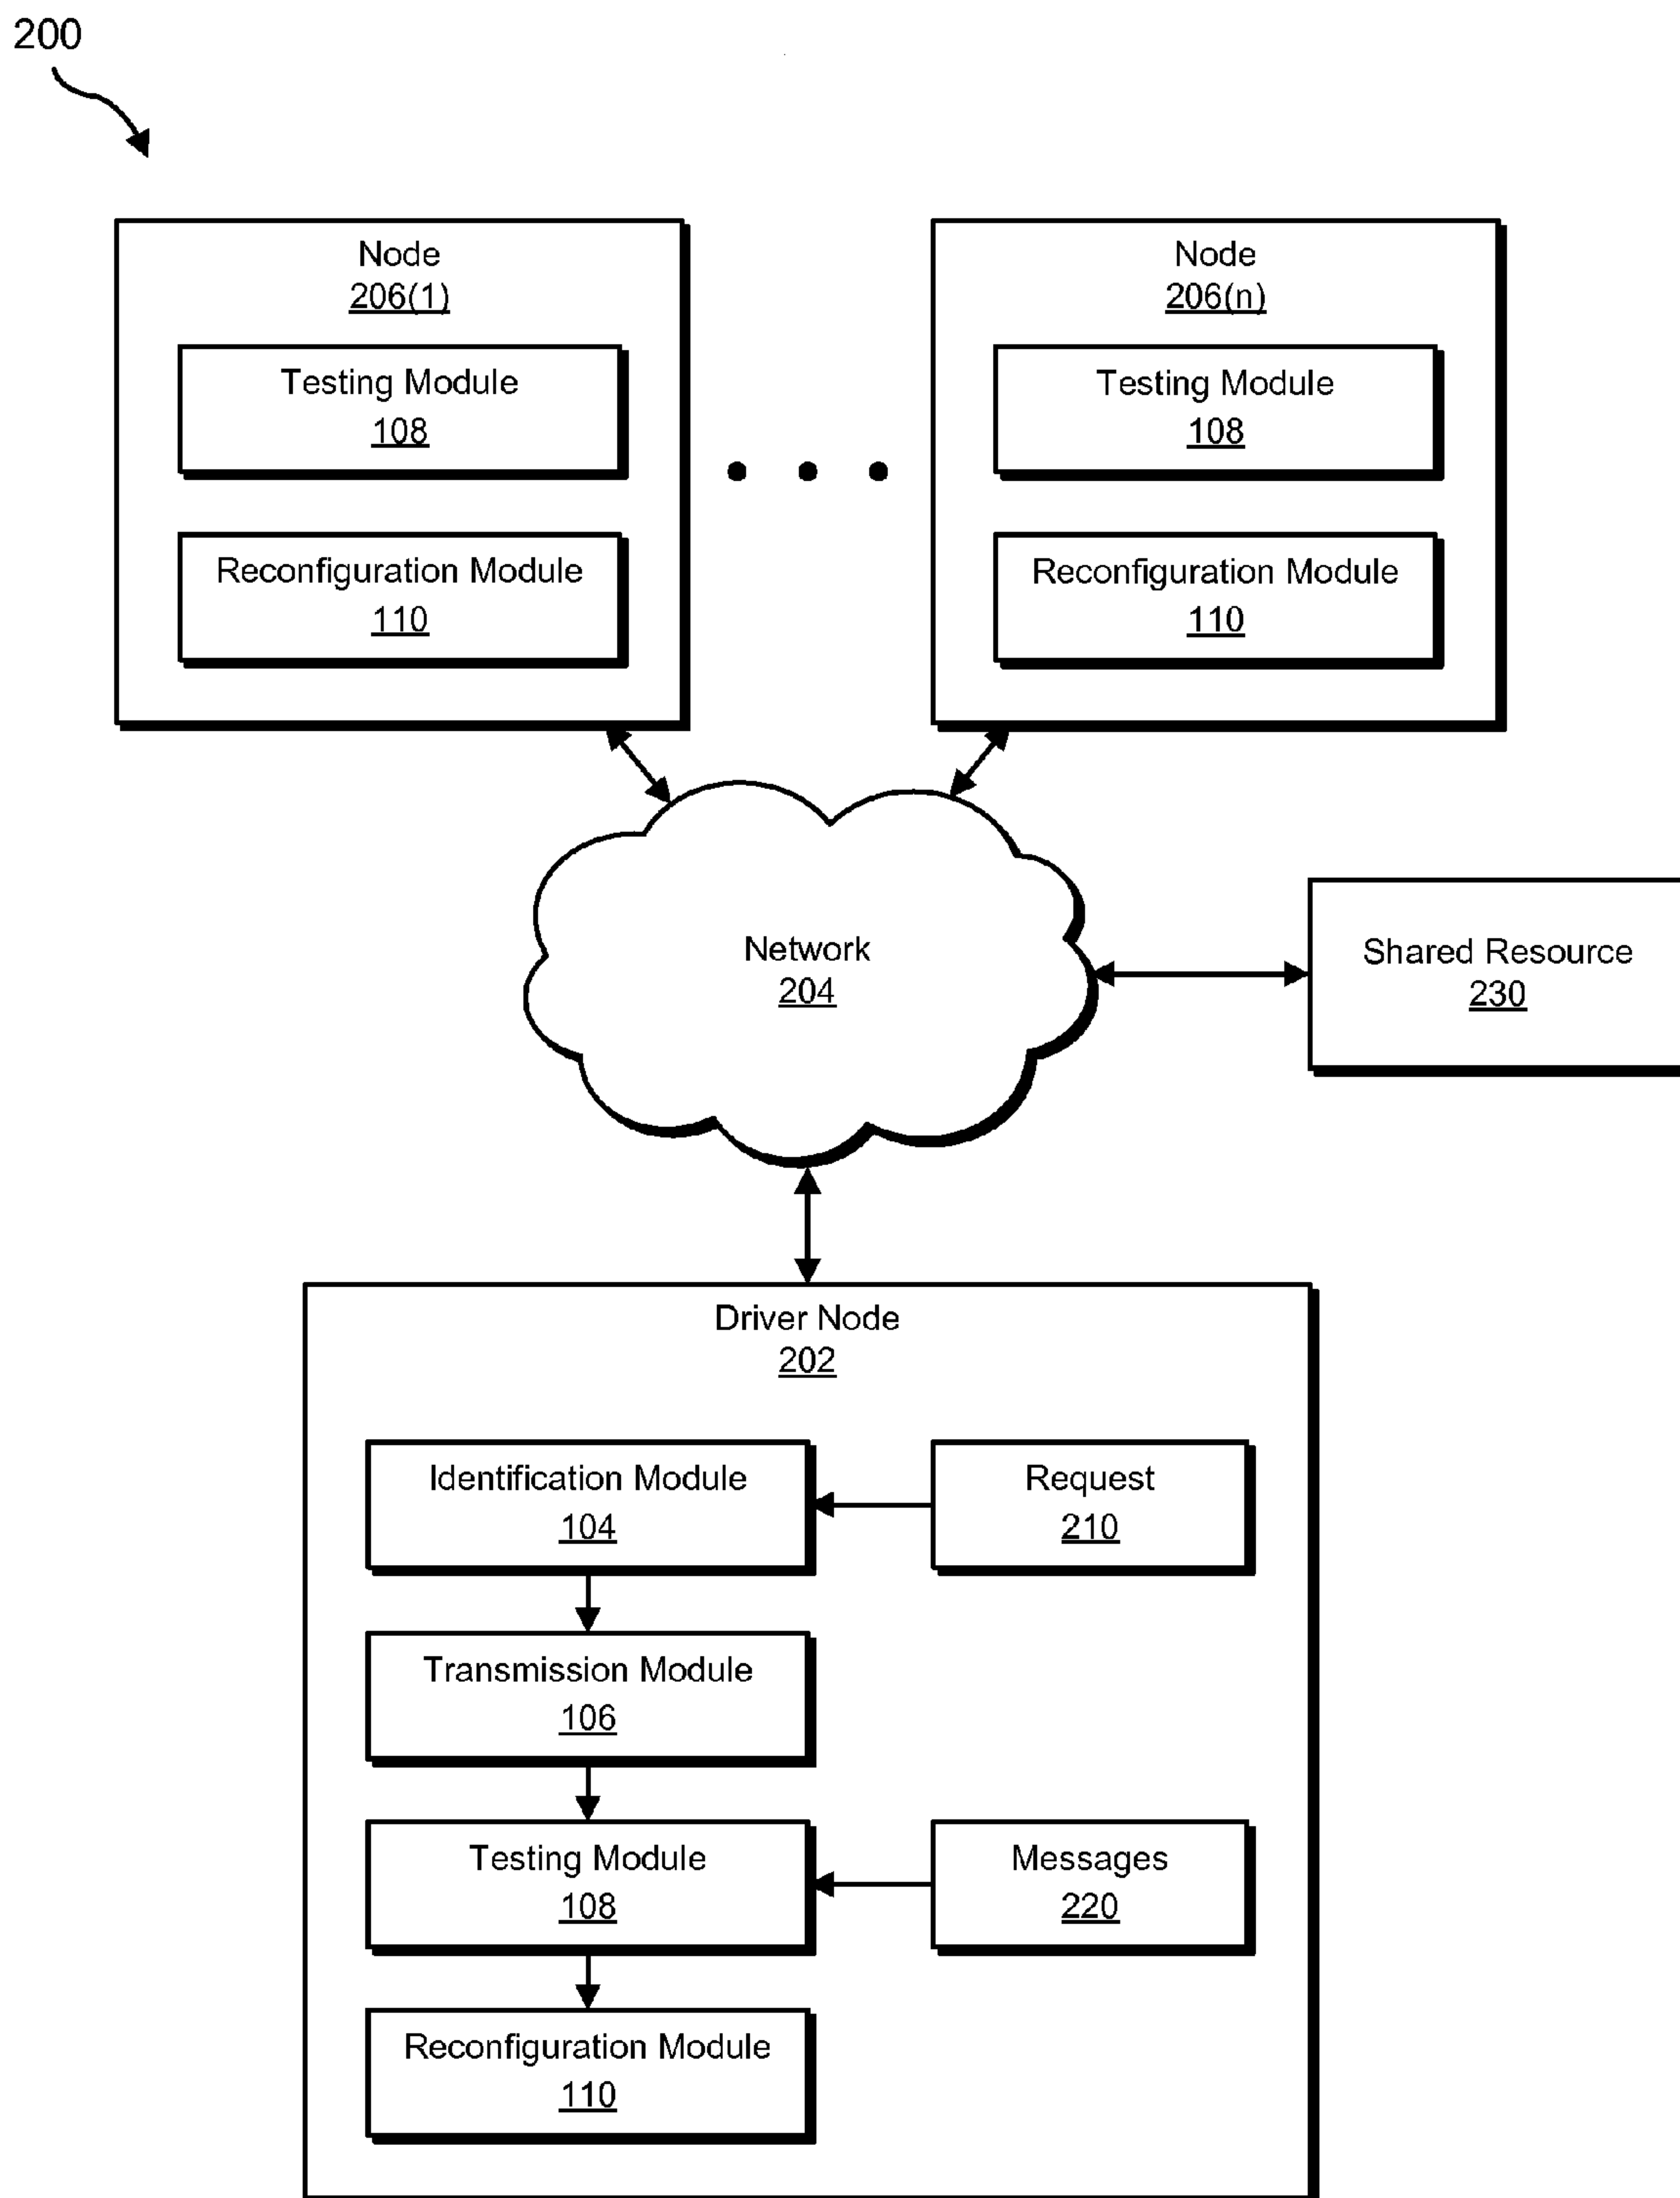 200
Node
206(1)
Testing Module
108
Reconfiguration Module
110
Node
206(n)
Testing Module
108
Reconfiguration Module
110
Network
204
Shared Resource
230
Driver Node
202
Identification Module
104
Request
210
Transmission Module
106
Testing Module
108
Messages
220
Reconfiguration Module
110